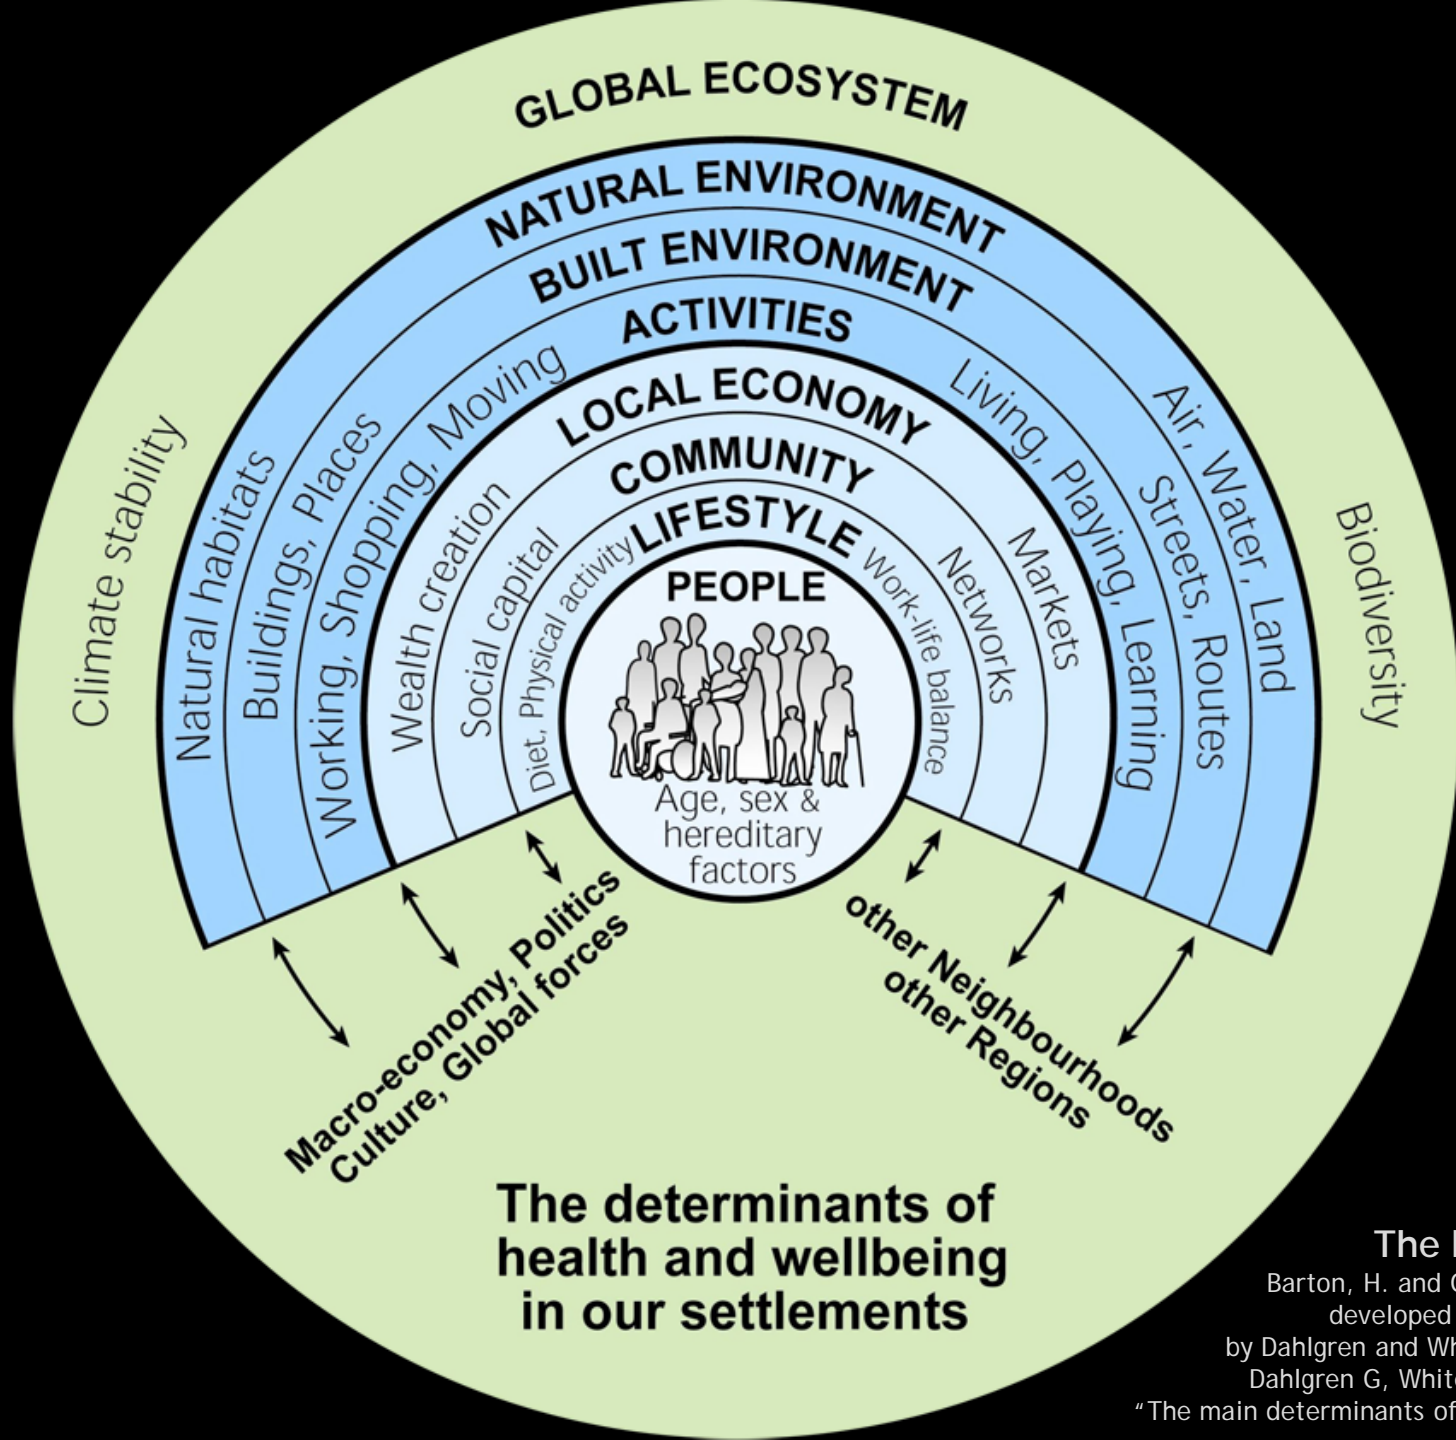 GLOBAL ECOSYSTEM
Climate stability
Biodiversity
NATURAL ENVIRONMENT
Natural habitats
Air, Water, Land
BUILT ENVIRONMENT
Buildings, Places
Streets, Routes
ACTIVITIES
Working, Shopping, Moving
Living, Playing, Learning
LOCAL ECONOMY
Wealth creation
Markets
COMMUNITY
Social capital
Networks
LIFESTYLE
Diet, Physical activity
Work-life balance
PEOPLE
Age, sex &
hereditary
factors
Macro-economy, Politics
Culture, Global forces
other Neighbourhoods
other Regions
The determinants of
health and wellbeing
in our settlements
The
Barton, H. and
developed
by Dahlgren and
Dahlgren G,
“The main determinants of